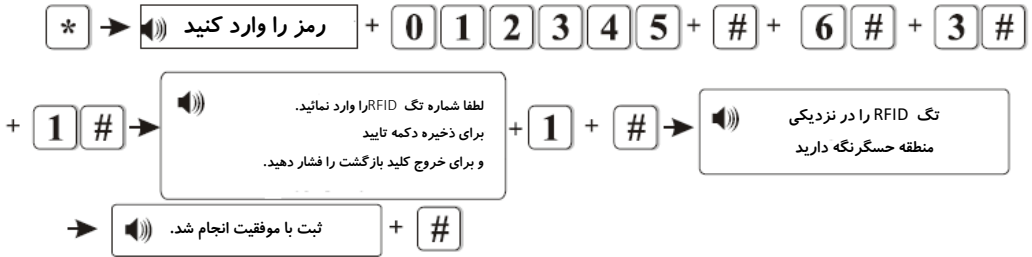 * رمز را وارد کنید + 0 1 2 3 4 5 + # + 6 # + 3 #
+ 1 #
لطفا شماره تگ RFIDرا وارد نمائید.
برای ذخیره دکمه تایید
و برای خروج کلید بازگشت را فشار دهید.
+ 1 + #
تگ RFID را در نزدیکی
منطقه حسگرنگه دارید
ثبت با موفقیت انجام شد. + #